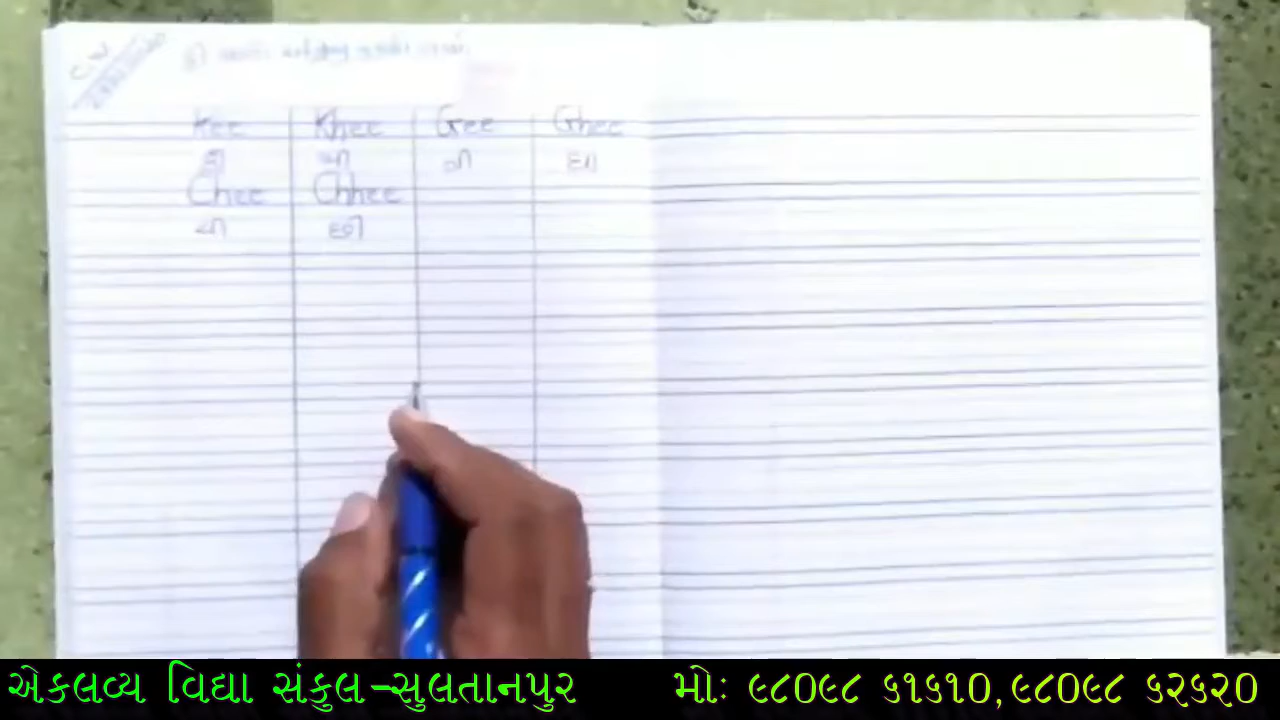 C.W
Kee Khee Gee Ghee
કી ખી ગી ઘી
Chee Chhee
ચી છી
એકલવ્ય વિદ્યા સંકુલ-સુલતાનપુર મોઃ ૯૮૦૯૮ ૬૧૬૧૦,૯૮૦૯૮ ૬૨૬૨૦